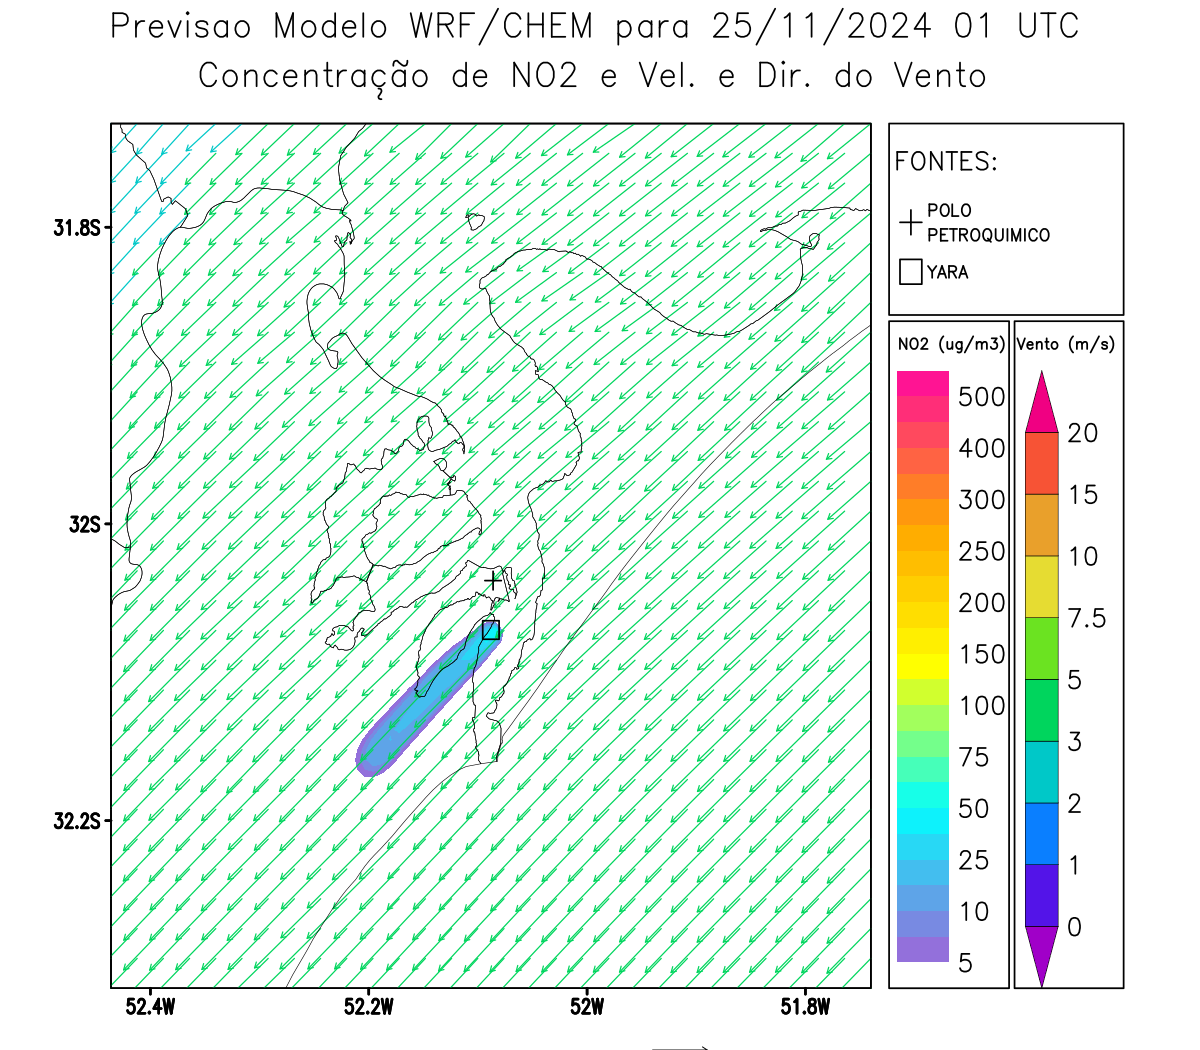 Previsao Modelo WRF/CHEM para 25/11/2024 01 UTC
Concentração de NO2 e Vel. e Dir. do Vento
FONTES:
POLO
PETROQUIMICO
YARA
31.8S
32S
32.2S
52.4W
52.2W
52W
51.8W
NO2 (ug/m3)
500
400
300
250
200
150
100
75
50
25
10
5
Vento (m/s)
20
15
10
7.5
5
3
2
1
0